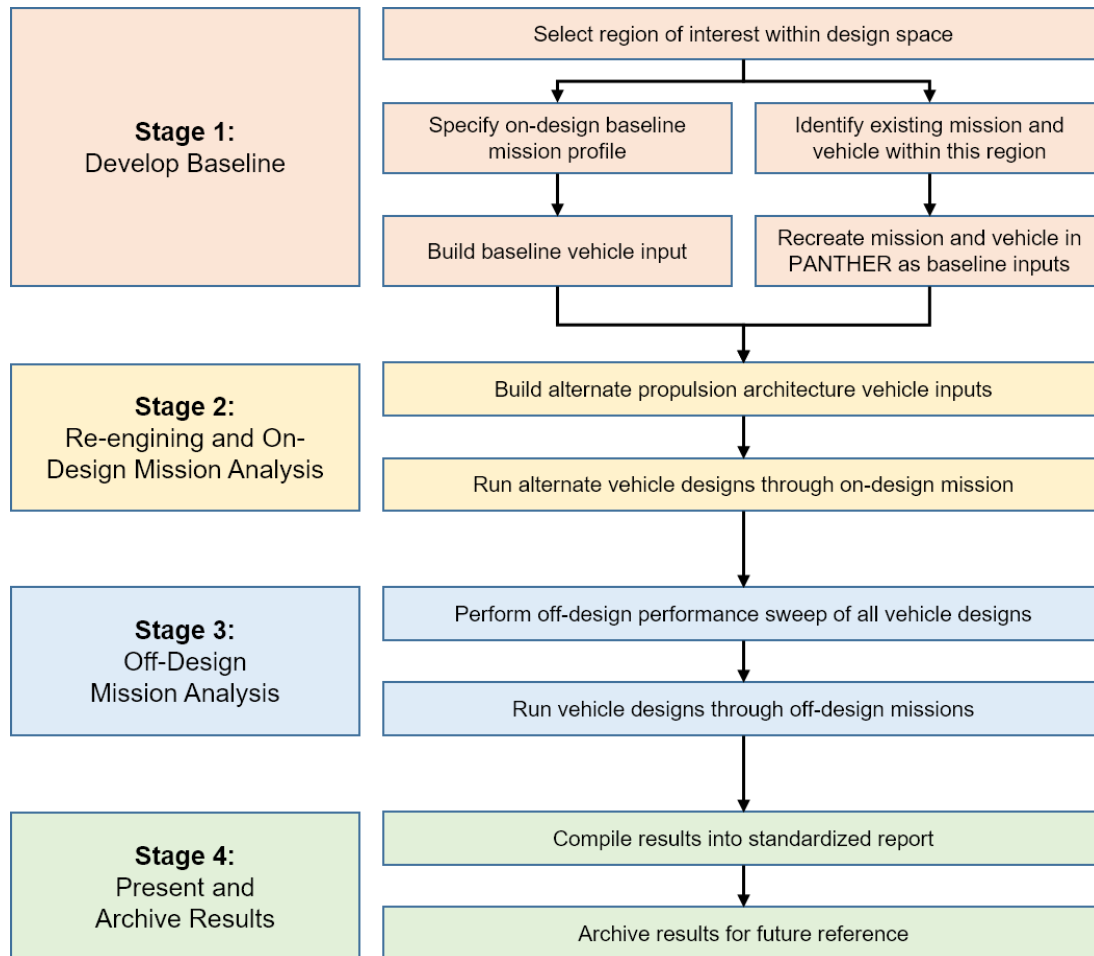 Select region of interest within design space
Stage 1:
Develop Baseline
Specify on-design baseline
mission profile
Identify existing mission and
vehicle within this region
Build baseline vehicle input
Recreate mission and vehicle in
PANTHER as baseline inputs
Stage 2:
Re-engining and On-
Design Mission Analysis
Build alternate propulsion architecture vehicle inputs
Run alternate vehicle designs through on-design mission
Stage 3:
Off-Design
Mission Analysis
Perform off-design performance sweep of all vehicle designs
Run vehicle designs through off-design missions
Stage 4:
Present and
Archive Results
Compile results into standardized report
Archive results for future reference